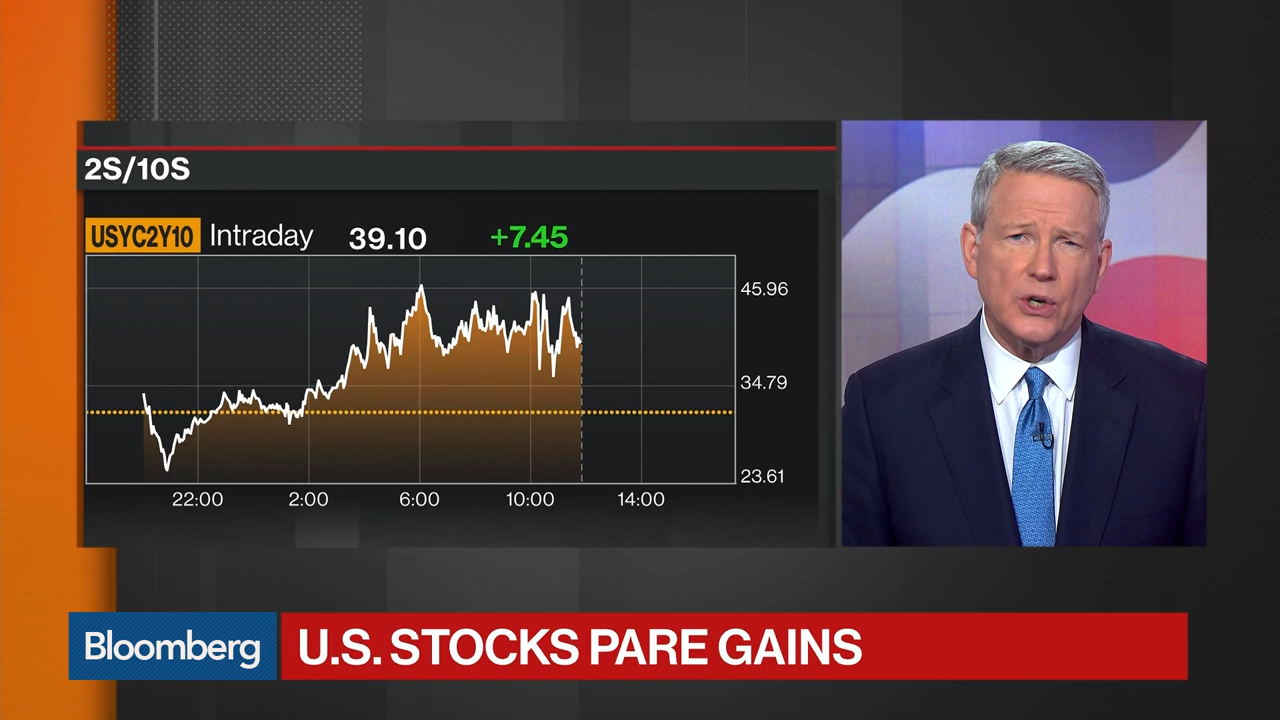 2S/10S
USYC2Y10 Intraday 39.10 +7.45
45.96
34.79
23.61
22:00 2:00 6:00 10:00 14:00
Bloomberg U.S. STOCKS PARE GAINS